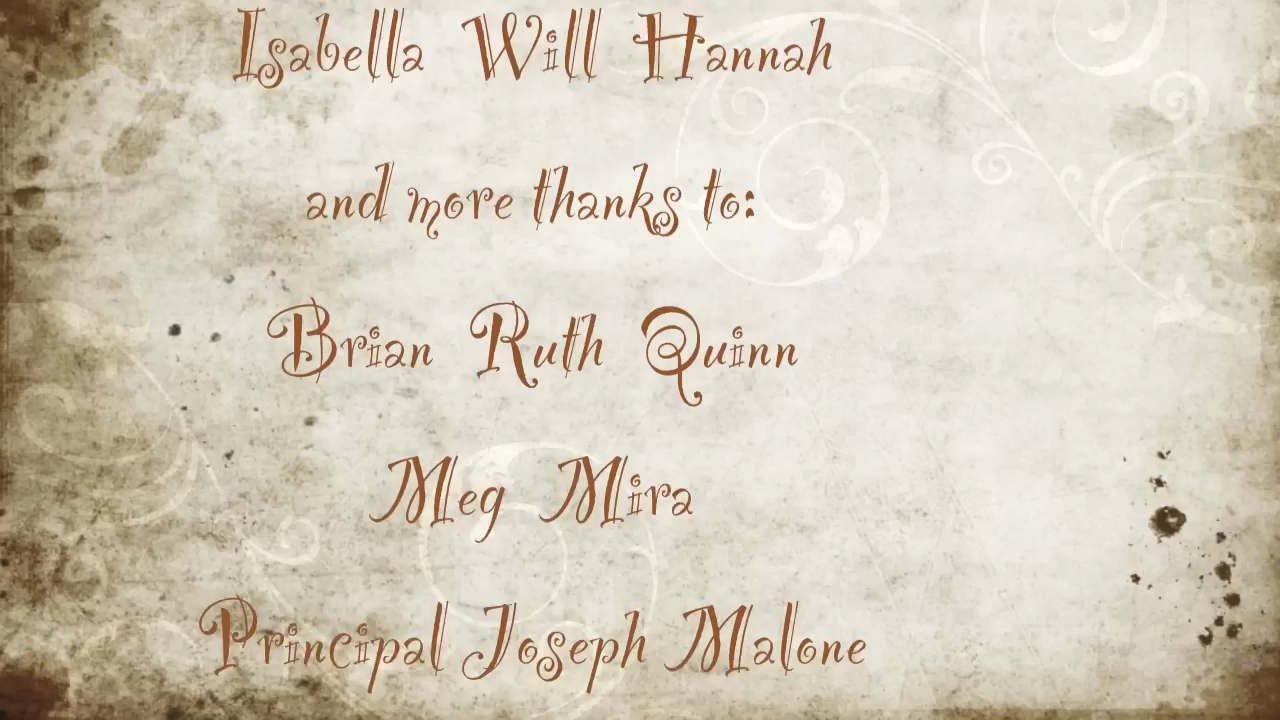 Isabella Will Hannah
and more thanks to:
Brian Ruth Quinn
Meg Mira
Principal Joseph Malone